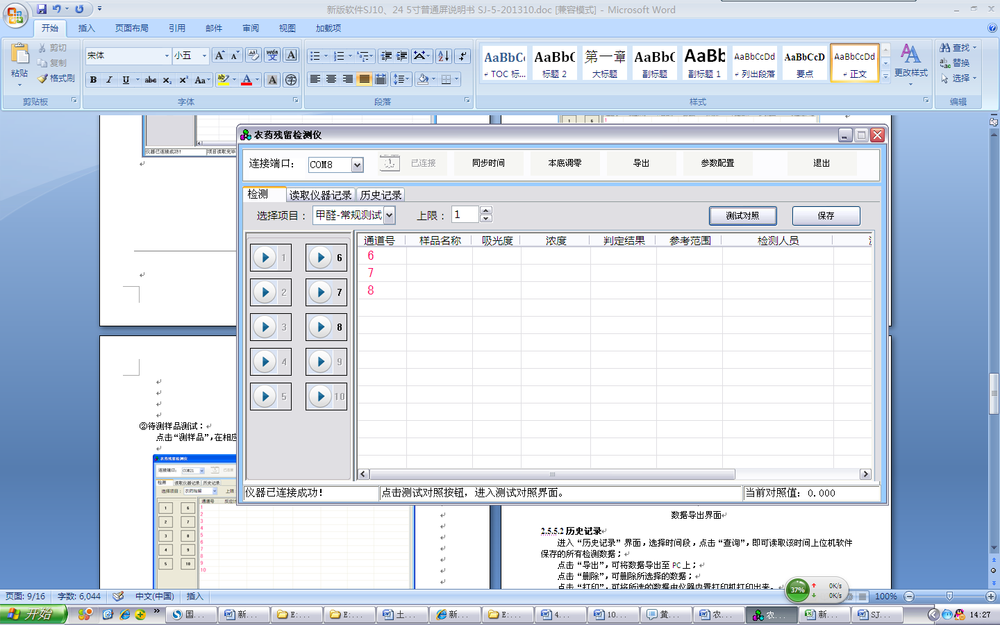 新版软件SJ10、24 5寸普通屏说明书 SJ-5-201310.doc [兼容模式] - Microsoft Word
开始 插入 页面布局 引用 邮件 审阅 视图 加载项
粘贴 剪切 复制 格式刷
宋体 小五
B I U abc X₂ X² Aa
AaBbC AaBbC 第一章 AaBbC AaBb AaBbCcDd AaBbCcD AaBbCcDd
TOC 标... 标题 2 大标题 副标题 副标题 1 列出段落 要点 正文
更改样式
查找 替换 选择
剪贴板 字体 段落 样式 编辑
仪器已连接成功! 项目读取完毕
农药残留检测仪
连接端口: COM8 已连接 同步时间 本底调零 导出 参数配置 退出
检测 读取仪器记录 历史记录
选择项目: 甲醛-常规测试 上限: 1 测试对照 保存
通道号 样品名称 吸光度 浓度 判定结果 参考范围 检测人员
1 6
2 7
3 8
4 9
5 10
6
7
8
仪器已连接成功! 点击测试对照按钮，进入测试对照界面。 当前对照值: 0.000
②待测样品测试:
点击“测样品”,在相应
农药残留检测仪
连接端口: COM21
检测 读取仪器记录 历史记录
选择项目: 农药残留 上限
通道号
1 6
2 7
3 8
4 9
5 10
1
2
3
4
5
6
7
8
9
10
数据导出界面
2.5.5.2 历史记录
进入“历史记录”界面，选择时间段，点击“查询”，即可读取该时间上位机软件
保存的所有检测数据；
点击“导出”，可将数据导出至 PC 上；
点击“删除”，可删除所选择的数据；
点击“打印”，可将所选的数据由仪器内置打印机打印出来。
37% 0K/s
0K/s
页面: 9/16 字数: 6,044 中文(中国) 插入 100%
开始 国... 新... E:... E:... 土... 新... E:... 4... 10... 黄... 农... 农... 新... SJ... 14:27